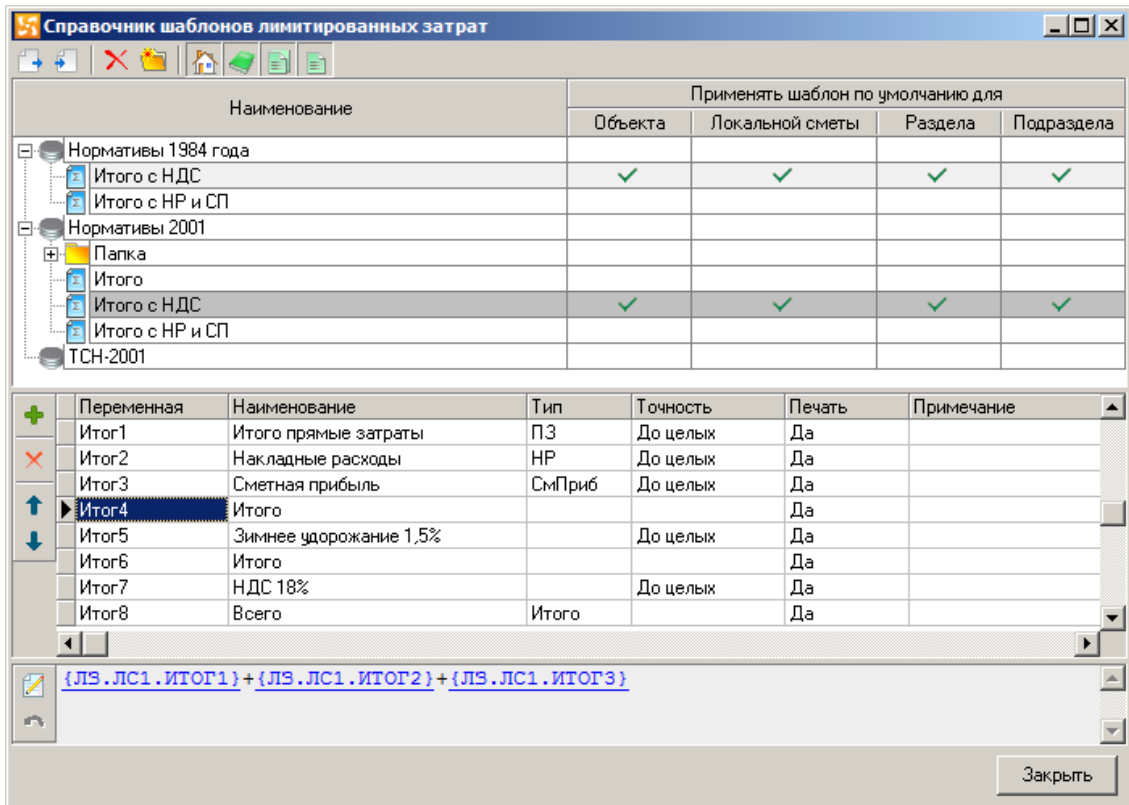 Справочник шаблонов лимитированных затрат
Наименование Применять шаблон по умолчанию для
Объекта Локальной сметы Раздела Подраздела
Нормативы 1984 года
Итого с НДС
Итого с НР и СП
Нормативы 2001
Папка
Итого
Итого с НДС
Итого с НР и СП
ТСН-2001
Переменная Наименование Тип Точность Печать Примечание
Итог1 Итого прямые затраты ПЗ До целых Да
Итог2 Накладные расходы НР До целых Да
Итог3 Сметная прибыль СмПриб До целых Да
Итог4 Итого Да
Итог5 Зимнее удорожание 1,5% До целых Да
Итог6 Итого Да
Итог7 НДС 18% До целых Да
Итог8 Всего Итого Да
{ЛЗ.ЛС1.ИТОГ1}+{ЛЗ.ЛС1.ИТОГ2}+{ЛЗ.ЛС1.ИТОГ3}
Закрыть